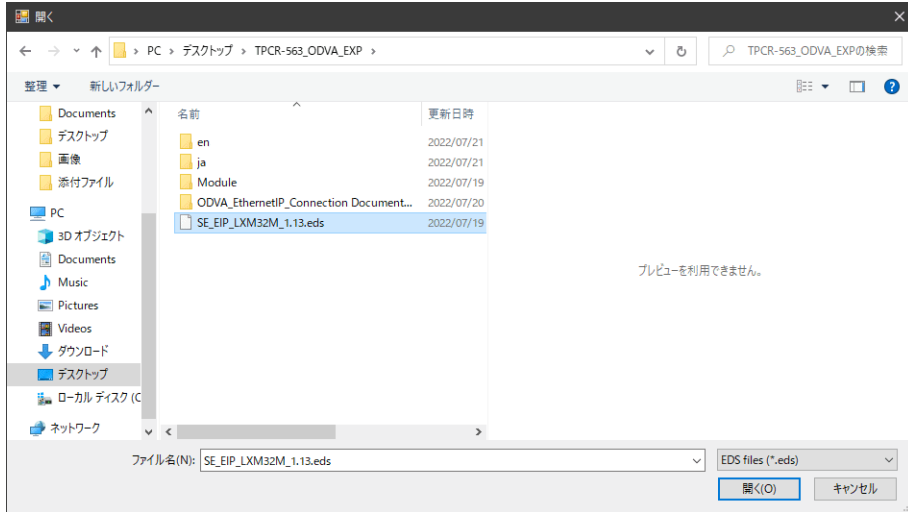 開く
PC › デスクトップ › TPCR-563_ODVA_EXP ›
TPCR-563_ODVA_EXPの検索
整理
新しいフォルダー
Documents
デスクトップ
画像
添付ファイル
PC
3D オブジェクト
Documents
Music
Pictures
Videos
ダウンロード
デスクトップ
ローカル ディスク (C
ネットワーク
名前
更新日時
en
2022/07/21
ja
2022/07/21
Module
2022/07/19
ODVA_EthernetIP_Connection Document...
2022/07/20
SE_EIP_LXM32M_1.13.eds
2022/07/19
プレビューを利用できません。
ファイル名(N):
SE_EIP_LXM32M_1.13.eds
EDS files (*.eds)
開く(O)
キャンセル